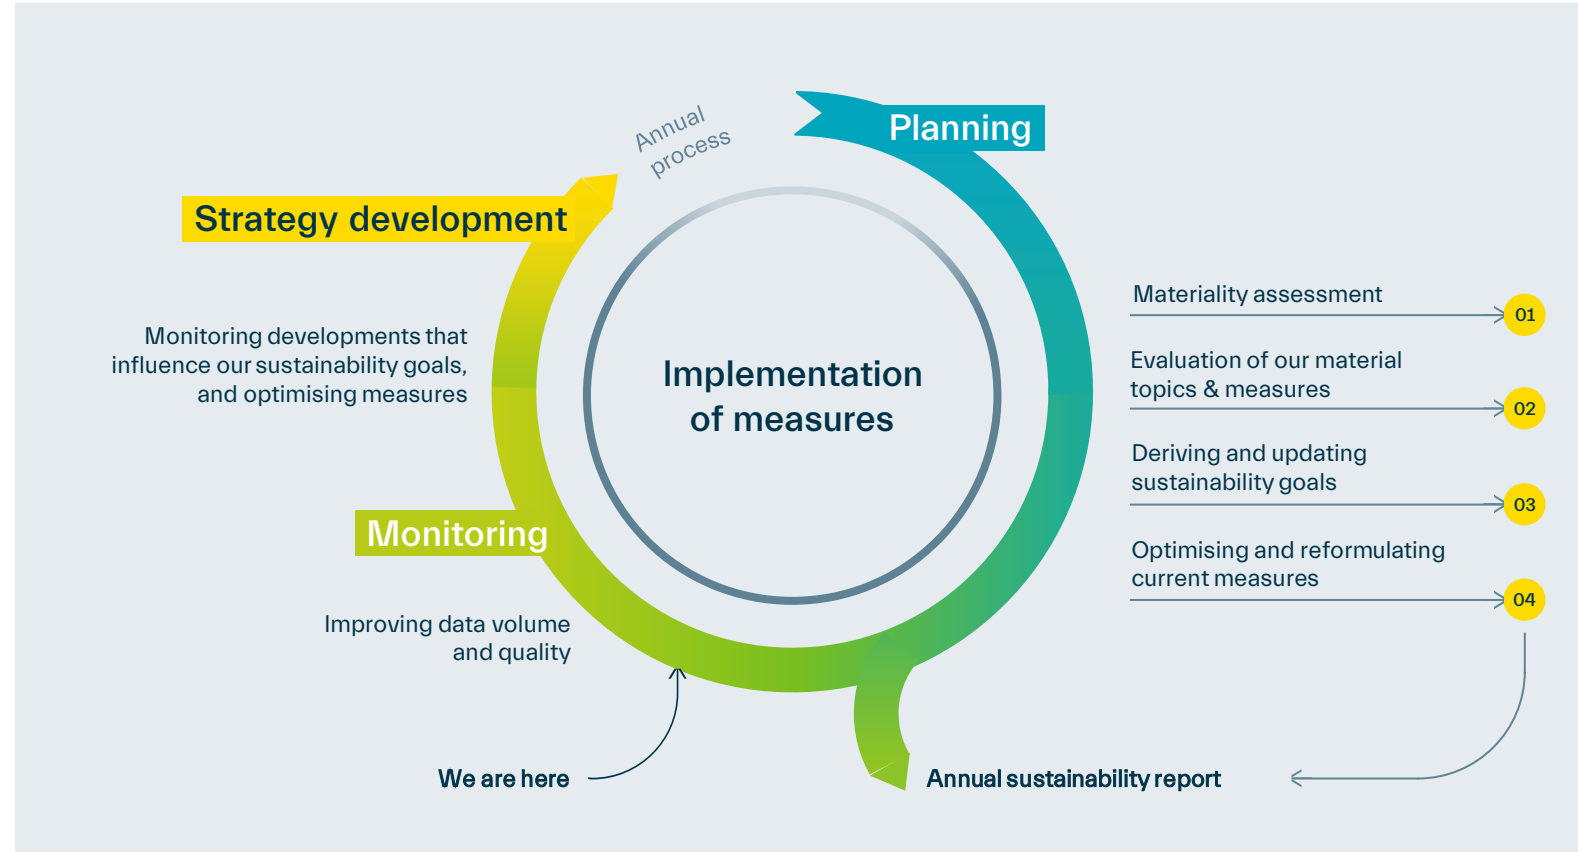 Annual
process
Planning
Strategy development
Monitoring developments that
influence our sustainability goals,
and optimising measures
Implementation
of measures
Monitoring
Improving data volume
and quality
We are here
Materiality assessment
01
Evaluation of our material
topics & measures
02
Deriving and updating
sustainability goals
03
Optimising and reformulating
current measures
04
Annual sustainability report